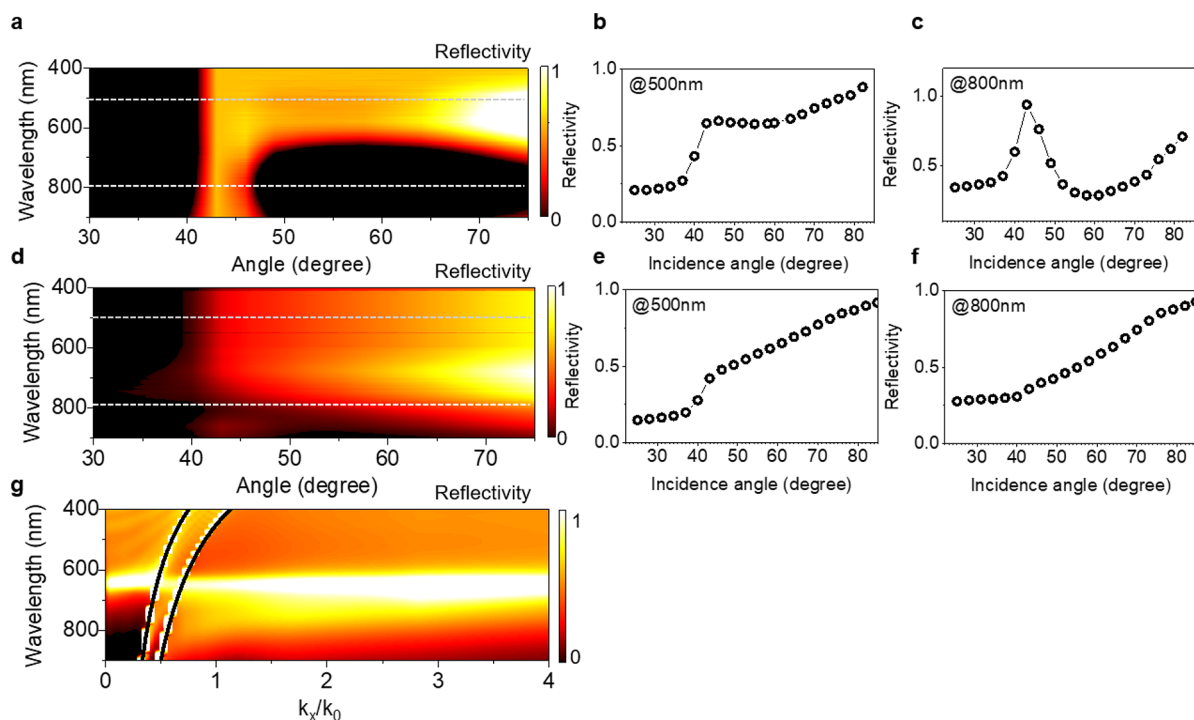 a
Reflectivity
400
600
800
Wavelength (nm)
30 40 50 60 70
Angle (degree)
1
0
b
Reflectivity
1.0
0.5
0.0
@500nm
30 40 50 60 70 80
Incidence angle (degree)
c
Reflectivity
1.0
0.5
@800nm
30 40 50 60 70 80
Incidence angle (degree)
d
Reflectivity
400
600
800
Wavelength (nm)
30 40 50 60 70
Angle (degree)
1
0
e
Reflectivity
1.0
0.5
0.0
@500nm
30 40 50 60 70 80
Incidence angle (degree)
f
Reflectivity
1.0
0.5
0.0
@800nm
30 40 50 60 70 80
Incidence angle (degree)
g
Reflectivity
400
600
800
Wavelength (nm)
0 1 2 3 4
kx/k0
1
0